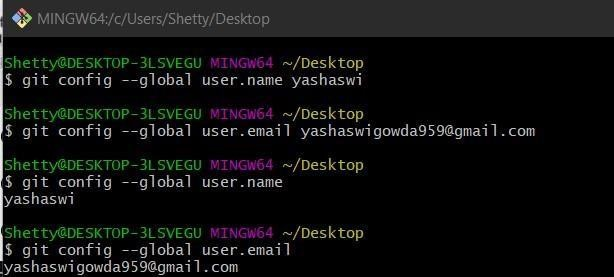 MINGW64:/c/Users/Shetty/Desktop
Shetty@DESKTOP-3LSVEGU MINGW64 ~/Desktop
$ git config --global user.name yashaswi
Shetty@DESKTOP-3LSVEGU MINGW64 ~/Desktop
$ git config --global user.email yashaswigowda959@gmail.com
Shetty@DESKTOP-3LSVEGU MINGW64 ~/Desktop
$ git config --global user.name
yashaswi
Shetty@DESKTOP-3LSVEGU MINGW64 ~/Desktop
$ git config --global user.email
yashaswigowda959@gmail.com